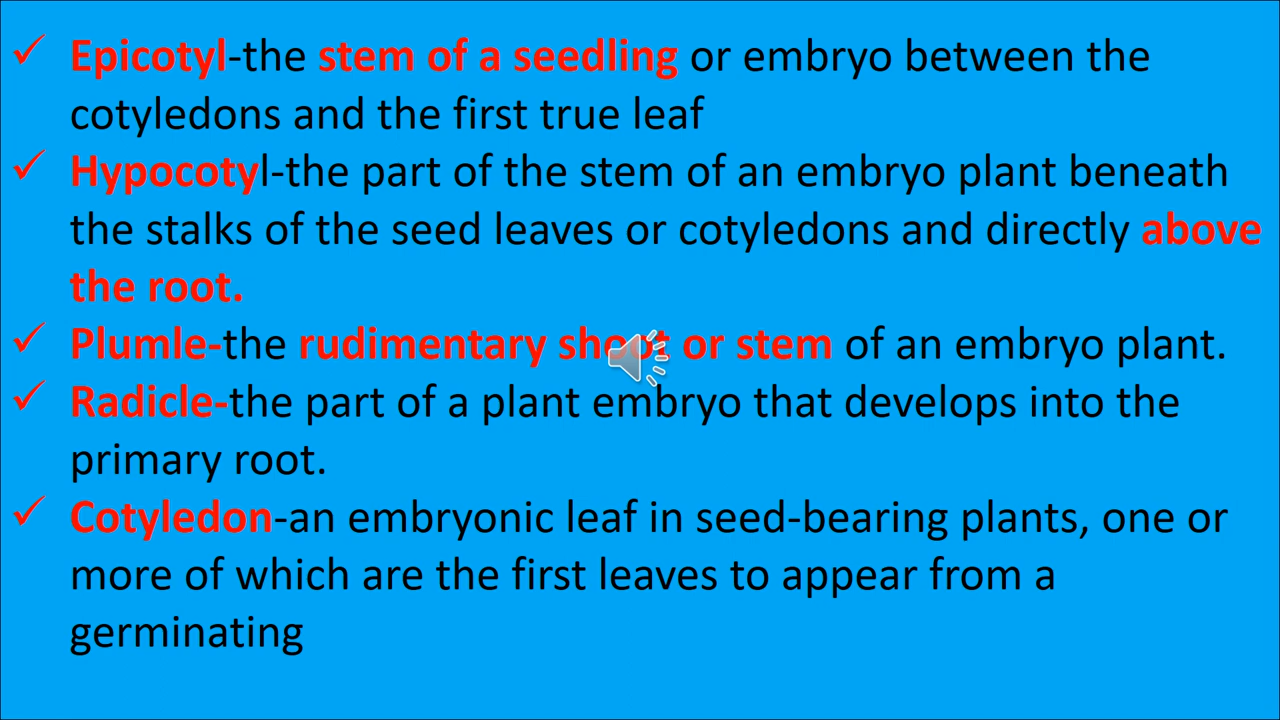 ✓ Epicotyl-the stem of a seedling or embryo between the
cotyledons and the first true leaf
✓ Hypocotyl-the part of the stem of an embryo plant beneath
the stalks of the seed leaves or cotyledons and directly above
the root.
✓ Plumle-the rudimentary shoot or stem of an embryo plant.
✓ Radicle-the part of a plant embryo that develops into the
primary root.
✓ Cotyledon-an embryonic leaf in seed-bearing plants, one or
more of which are the first leaves to appear from a
germinating